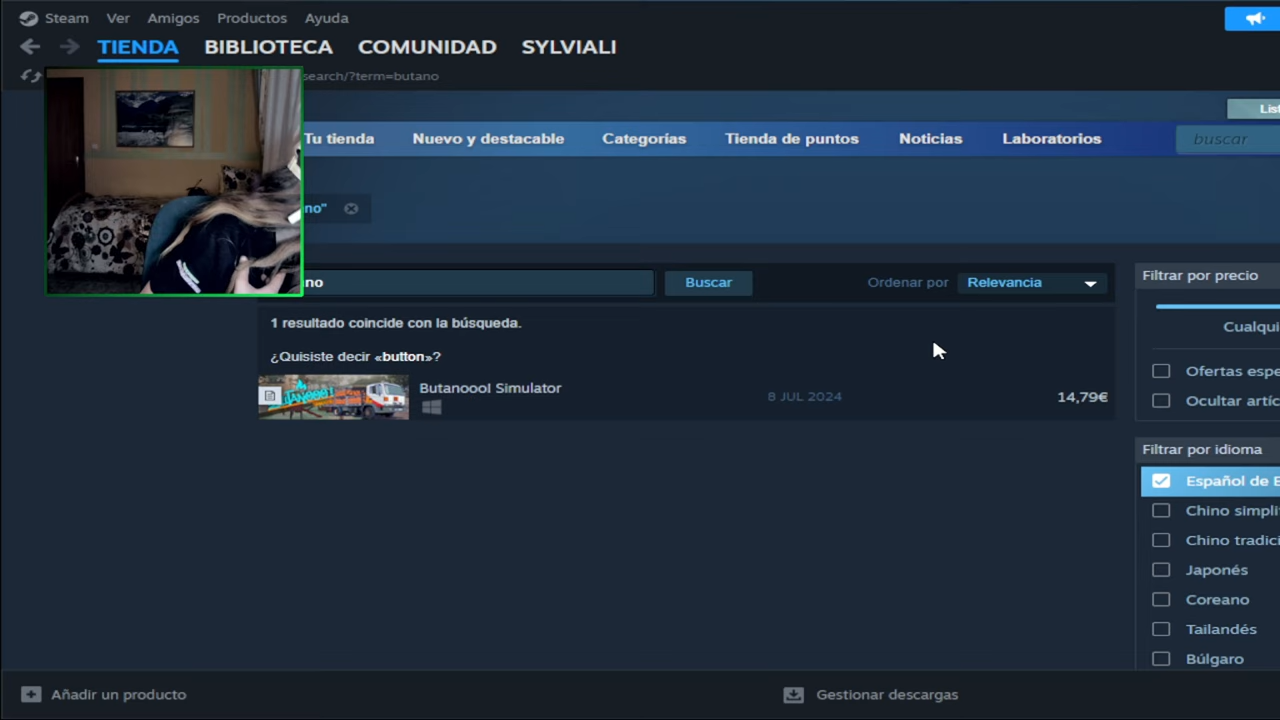 Steam Ver Amigos Productos Ayuda
TIENDA BIBLIOTECA COMUNIDAD SYLVIALI
search/?term=butano
List
Tu tienda Nuevo y destacable Categorías Tienda de puntos Noticias Laboratorios buscar
no"
no Buscar Ordenar por Relevancia
Filtrar por precio
1 resultado coincide con la búsqueda.
Cualqui
¿Quisiste decir «button»?
Ofertas espe
Butanoool Simulator
8 JUL 2024 14,79€
Ocultar artíc
Filtrar por idioma
Español de E
Chino simplif
Chino tradici
Japonés
Coreano
Tailandés
Búlgaro
Añadir un producto Gestionar descargas